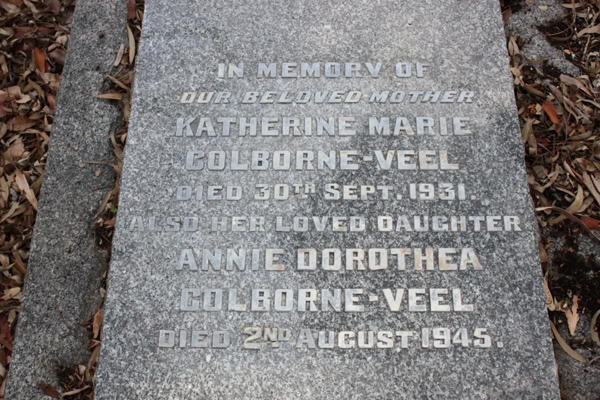 IN MEMORY OF
OUR BELOVED MOTHER
KATHERINE MARIE
COLBORNE-VEEL
DIED 30TH SEPT. 1931.
ALSO HER LOVED DAUGHTER
ANNIE DOROTHEA
COLBORNE-VEEL
DIED 2ND AUGUST 1945.